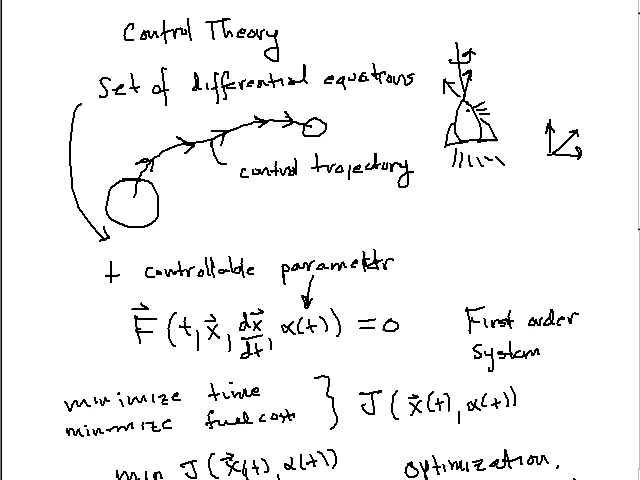 Control Theory
Set of differential equations
control trajectory
+ controllable parameter
F⃗ (t, x⃗, dx⃗/dt, α(t)) = 0
First order
system
minimize time
minimize fuel cost } J (x⃗(t), α(t))
min J (x⃗(t), α(t))
optimization.